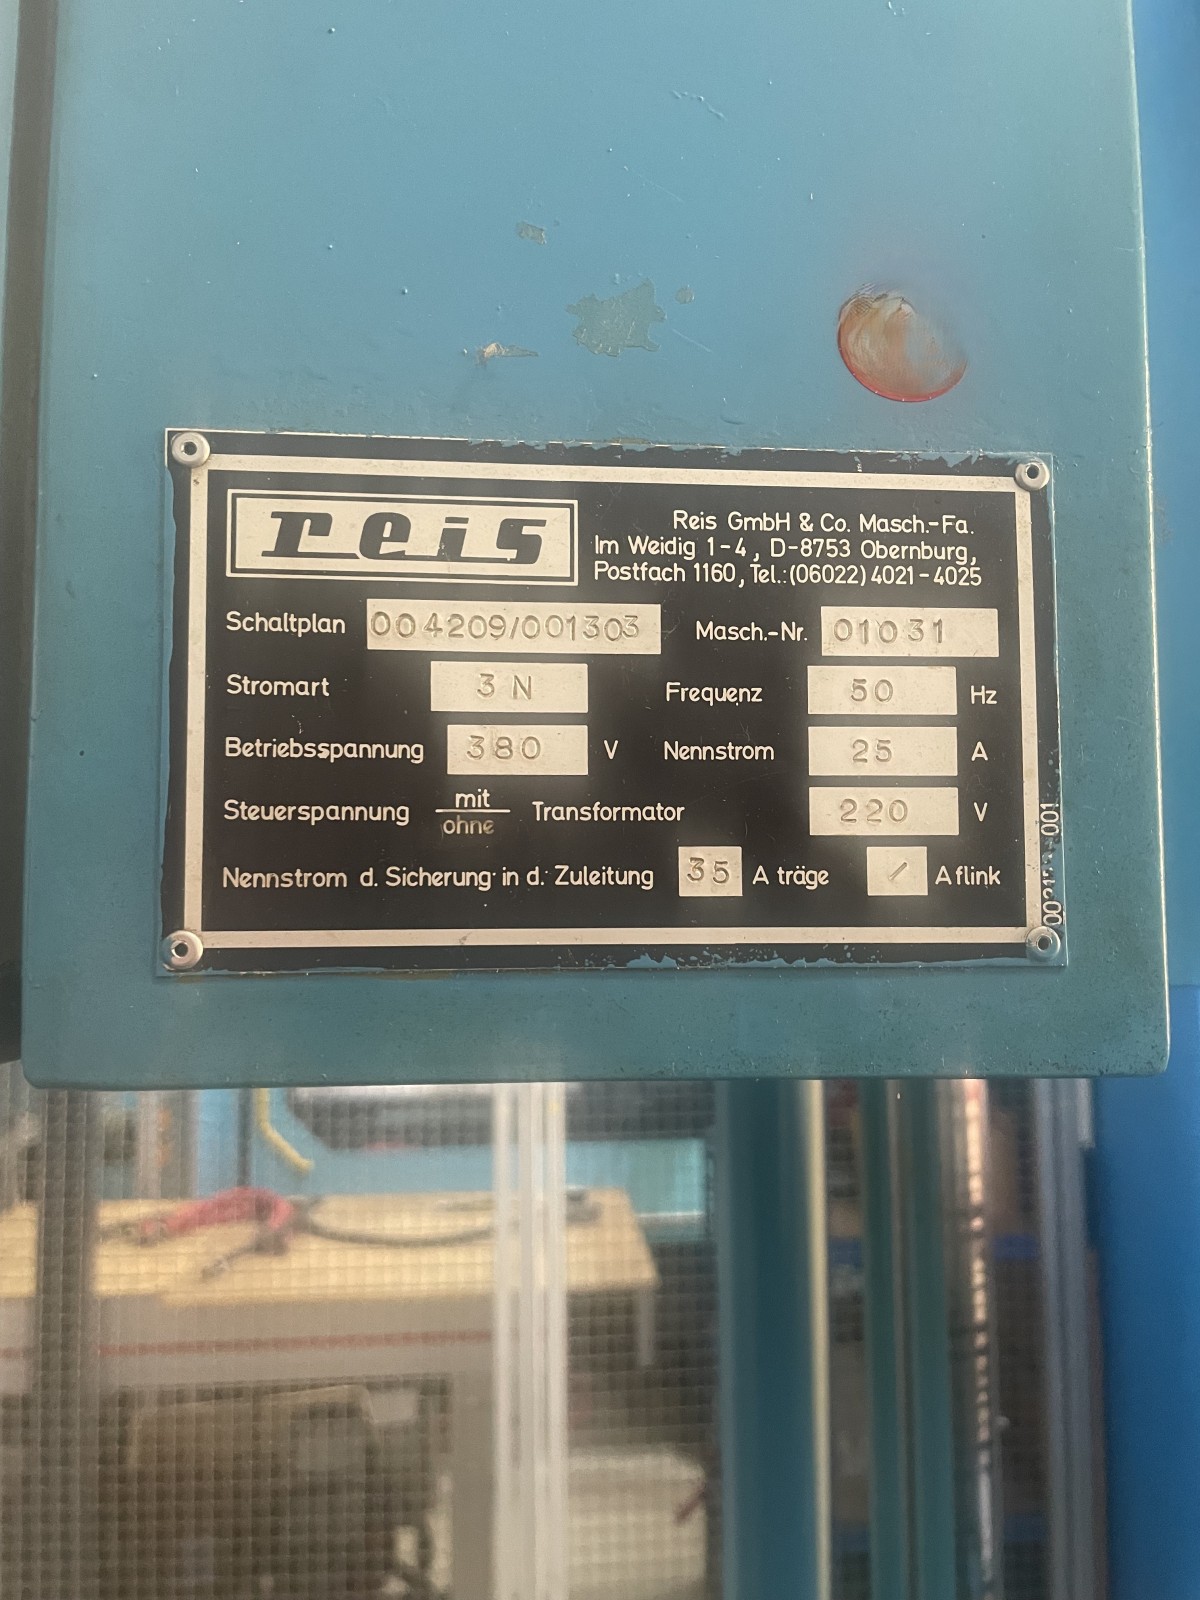 reis
Reis GmbH & Co. Masch.-Fa.
Im Weidig 1-4, D-8753 Obernburg,
Postfach 1160, Tel.: (06022) 4021-4025
Schaltplan 004209/001303 Masch.-Nr. 01031
Stromart 3 N Frequenz 50 Hz
Betriebsspannung 380 V Nennstrom 25 A
Steuerspannung mit/ohne Transformator 220 V
Nennstrom d. Sicherung in d. Zuleitung 35 A träge / A flink